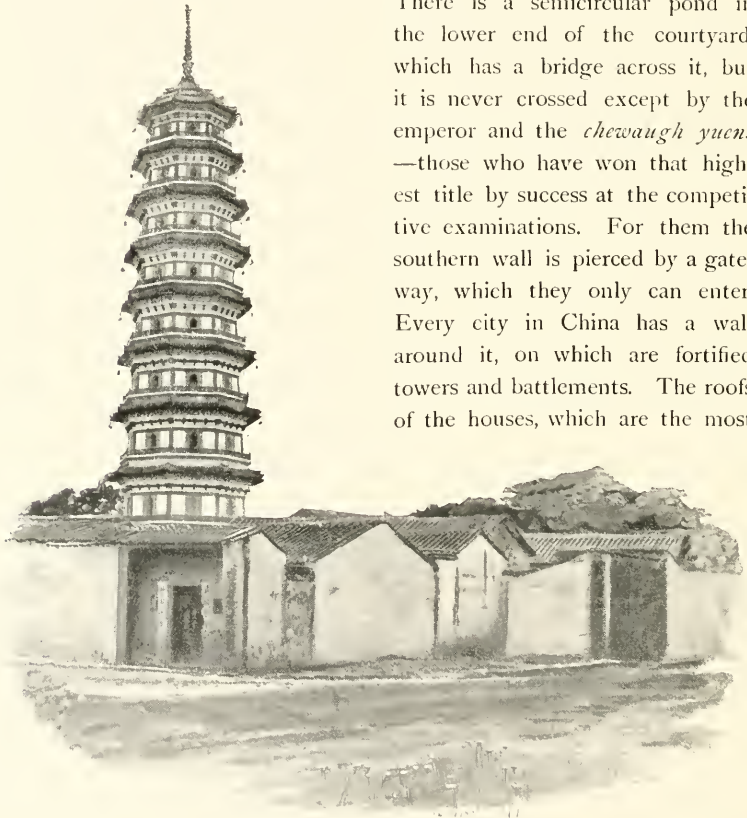 There is a semicircular pond in
the lower end of the courtyard
which has a bridge across it, bu
it is never crossed except by the
emperor and the chewaugh yuen
—those who have won that high-
est title by success at the competi
tive examinations. For them the
southern wall is pierced by a gate-
way, which they only can enter
Every city in China has a wal
around it, on which are fortified
towers and battlements. The roofs
of the houses, which are the most